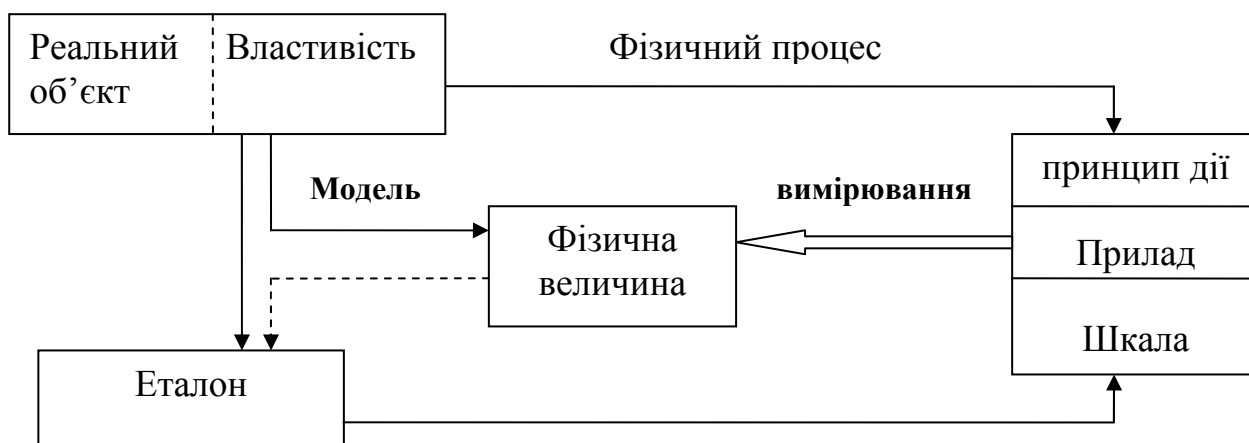 Реальний
об’єкт
Властивість
Фізичний процес
принцип дії
Модель
вимірювання
Фізична
величина
Прилад
Шкала
Еталон